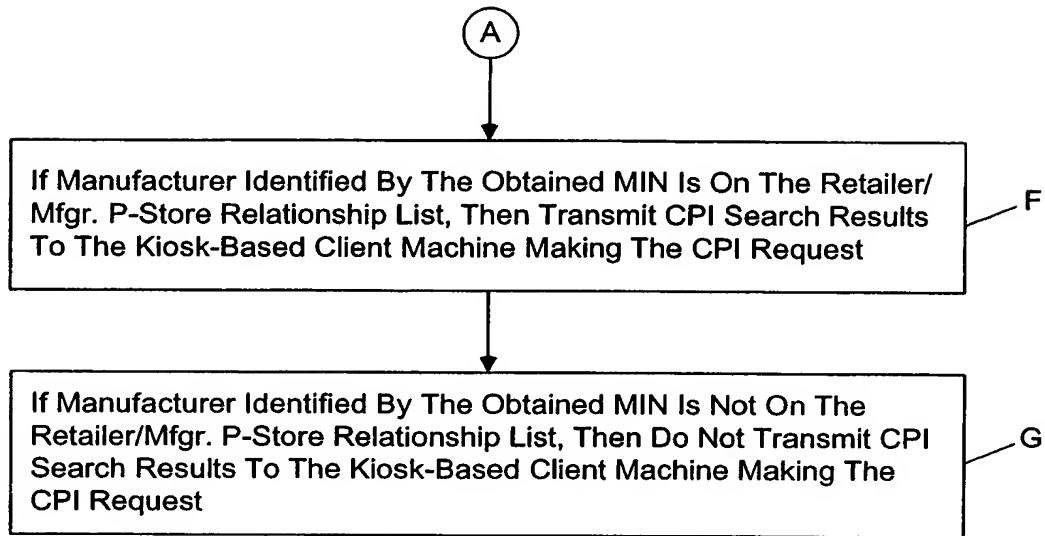 A
If Manufacturer Identified By The Obtained MIN Is On The Retailer/
Mfgr. P-Store Relationship List, Then Transmit CPI Search Results
To The Kiosk-Based Client Machine Making The CPI Request
F
If Manufacturer Identified By The Obtained MIN Is Not On The
Retailer/Mfgr. P-Store Relationship List, Then Do Not Transmit CPI
Search Results To The Kiosk-Based Client Machine Making The
CPI Request
G